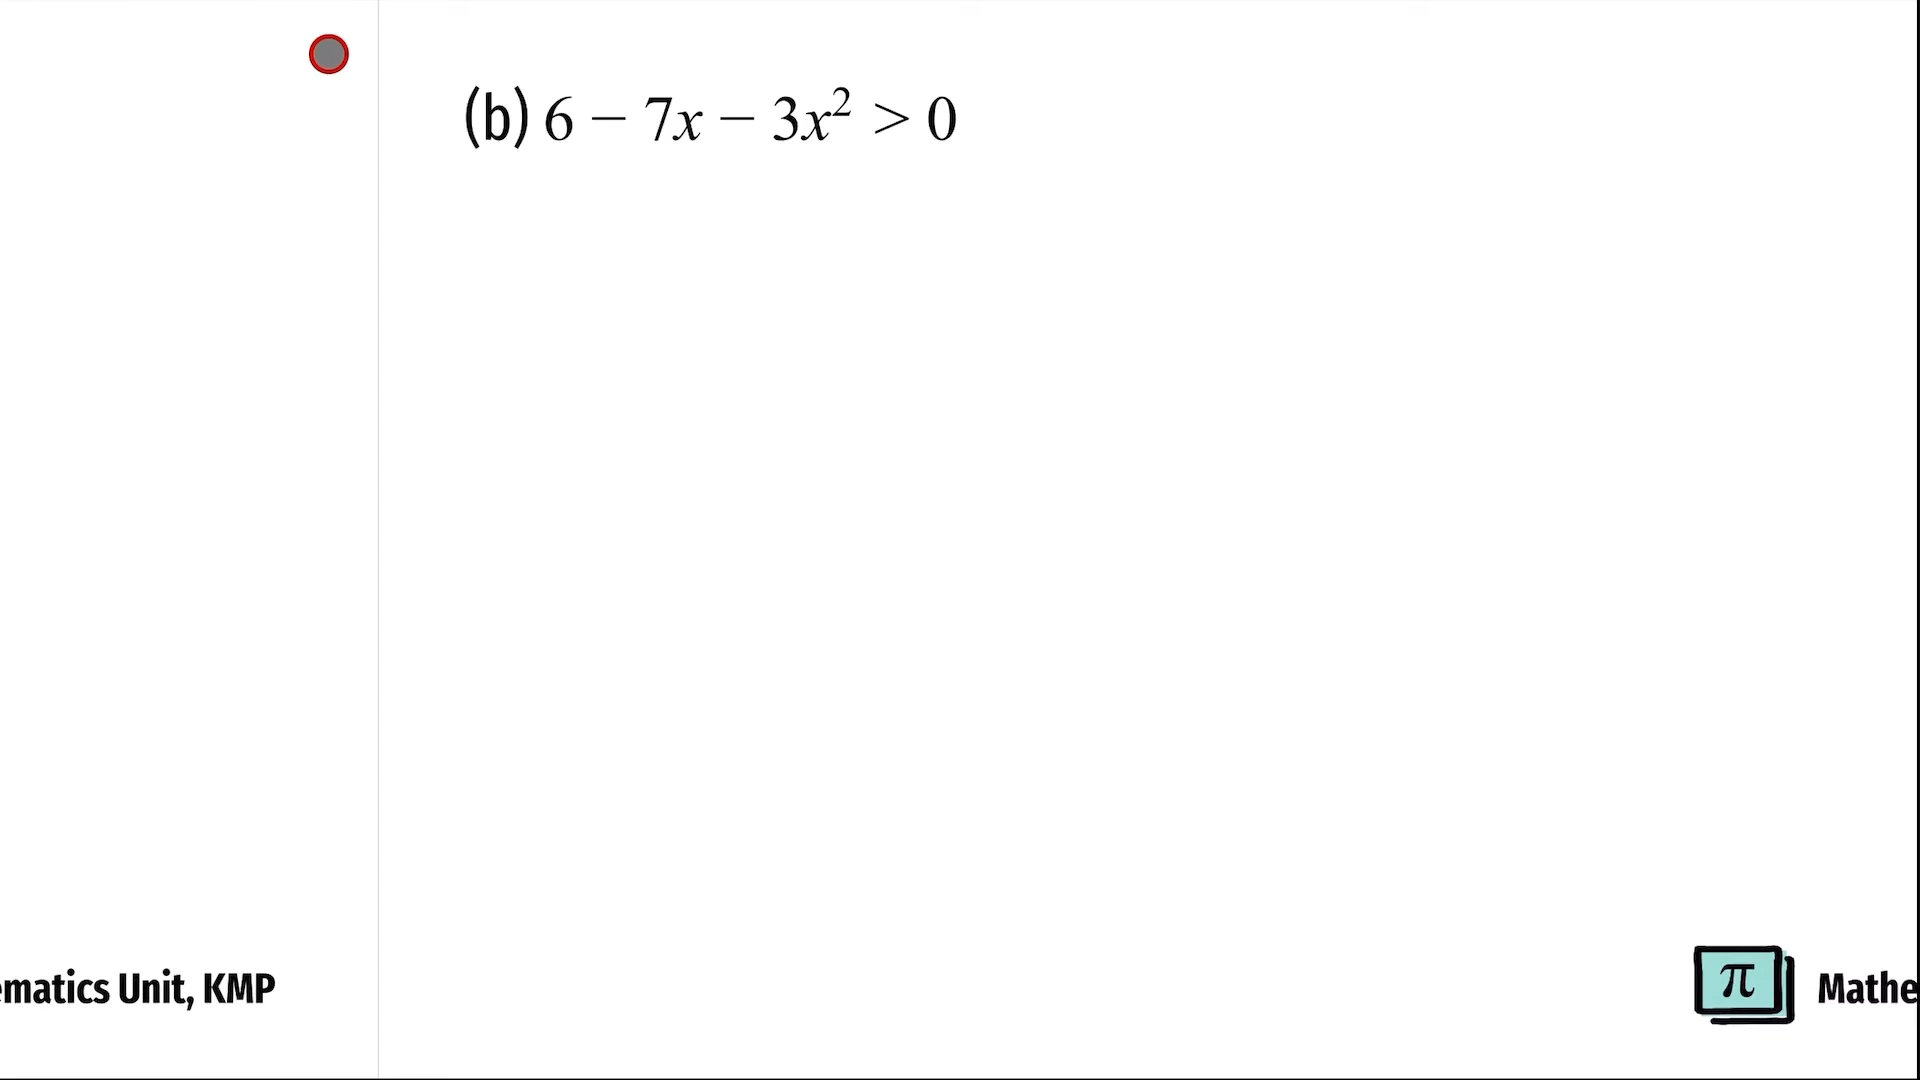 (b) 6 − 7x − 3x² > 0
ematics Unit, KMP
π Mathe